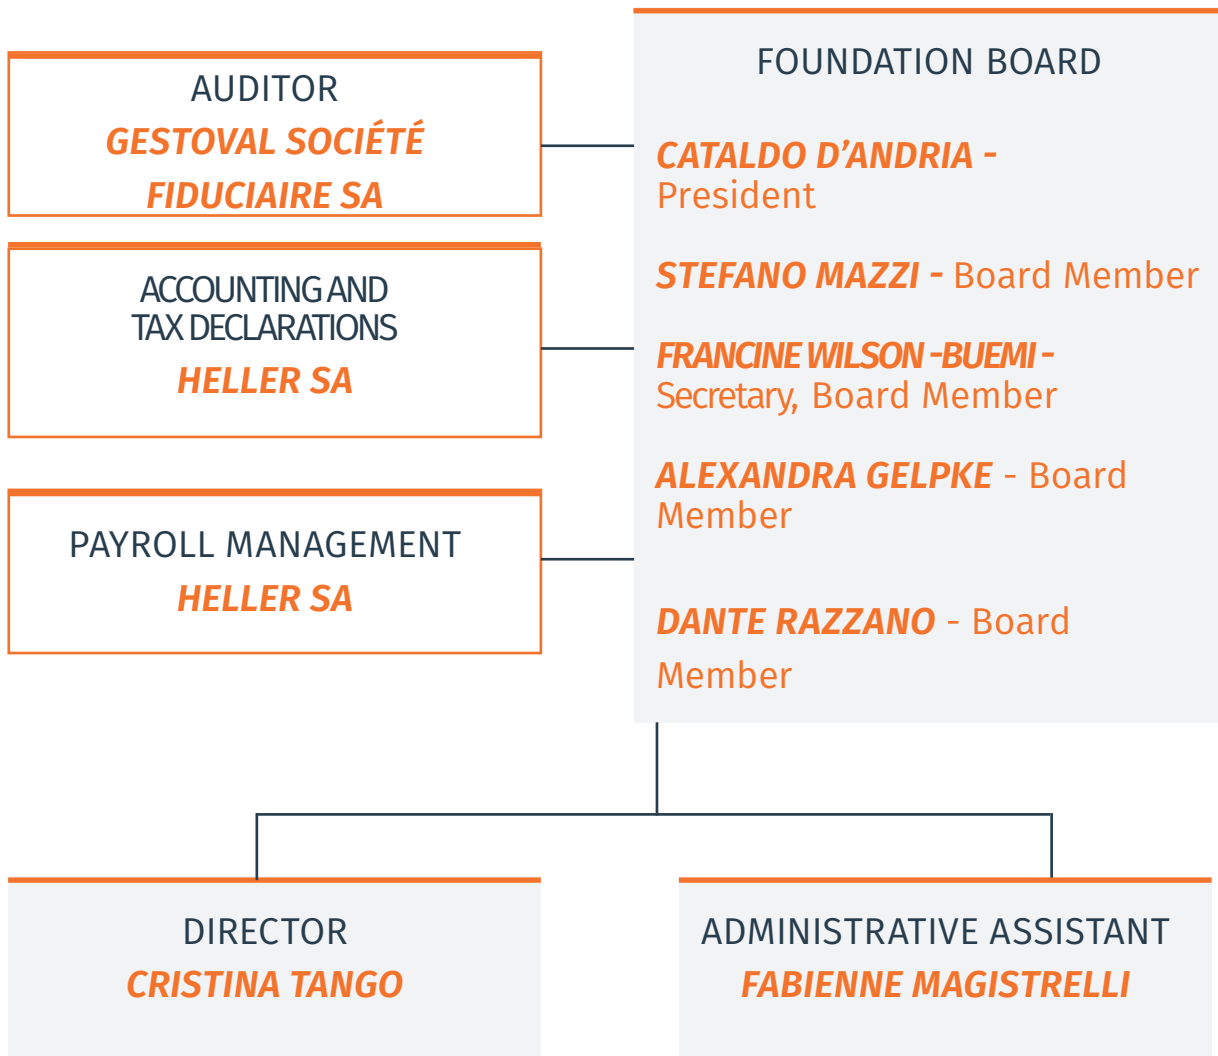 AUDITOR
GESTOVAL SOCIÉTÉ
FIDUCIAIRE SA
ACCOUNTING AND
TAX DECLARATIONS
HELLER SA
PAYROLL MANAGEMENT
HELLER SA
FOUNDATION BOARD
CATALDO D’ANDRIA -
President
STEFANO MAZZI - Board Member
FRANCINE WILSON -BUEMI -
Secretary, Board Member
ALEXANDRA GELPKE - Board
Member
DANTE RAZZANO - Board
Member
DIRECTOR
CRISTINA TANGO
ADMINISTRATIVE ASSISTANT
FABIENNE MAGISTRELLI